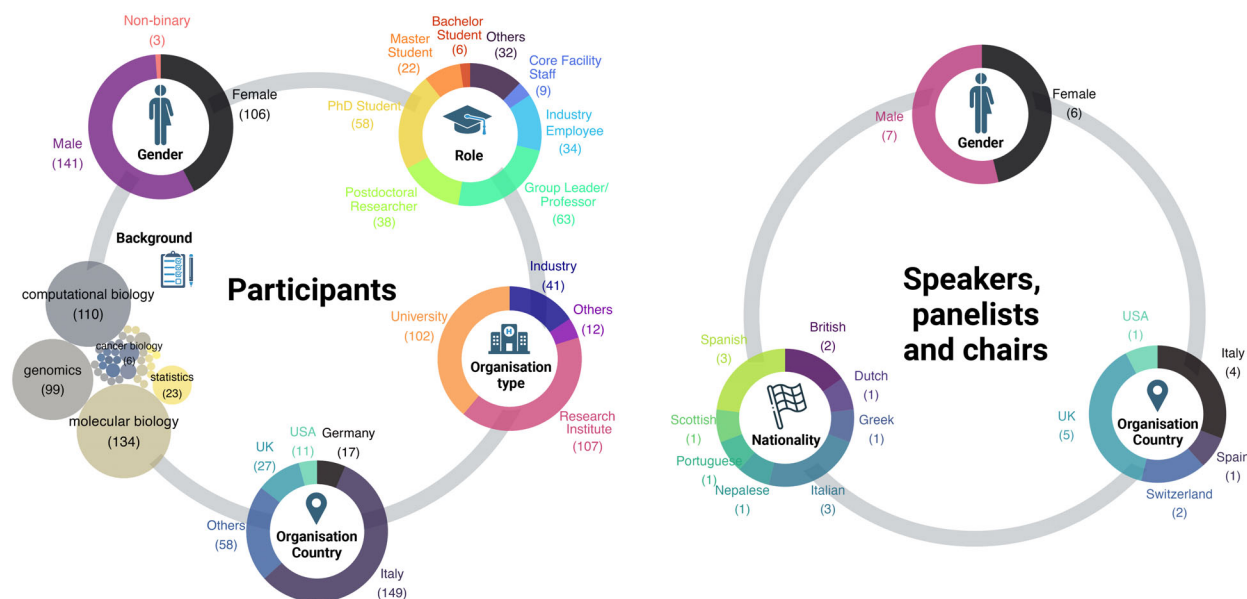 Non-binary
(3)
Female
(106)
Male
(141)
Gender
Bachelor
Student
(6)
Master
Student
(22)
Others
(32)
Core Facility
Staff
(9)
PhD Student
(58)
Industry
Employee
(34)
Role
Postdoctoral
Researcher
(38)
Group Leader/
Professor
(63)
Background
computational biology
(110)
cancer biology
(6)
genomics
(99)
statistics
(23)
molecular biology
(134)
Participants
Industry
(41)
Others
(12)
University
(102)
Organisation
type
Research
Institute
(107)
USA
(11)
Germany
(17)
UK
(27)
Others
(58)
Organisation
Country
Italy
(149)
Male
(7)
Female
(6)
Gender
Speakers,
panelists
and chairs
British
(2)
Spanish
(3)
Dutch
(1)
Scottish
(1)
Greek
(1)
Nationality
Portuguese
(1)
Nepalese
(1)
Italian
(3)
USA
(1)
Italy
(4)
UK
(5)
Organisation
Country
Spain
(1)
Switzerland
(2)